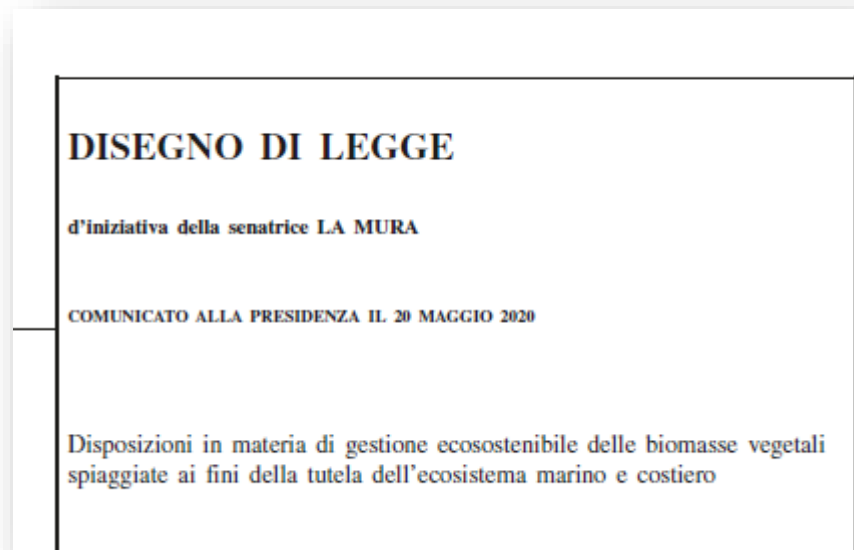 DISEGNO DI LEGGE
d'iniziativa della senatrice LA MURA
COMUNICATO ALLA PRESIDENZA IL 20 MAGGIO 2020
Disposizioni in materia di gestione ecosostenibile delle biomasse vegetali
spiaggiate ai fini della tutela dell'ecosistema marino e costiero